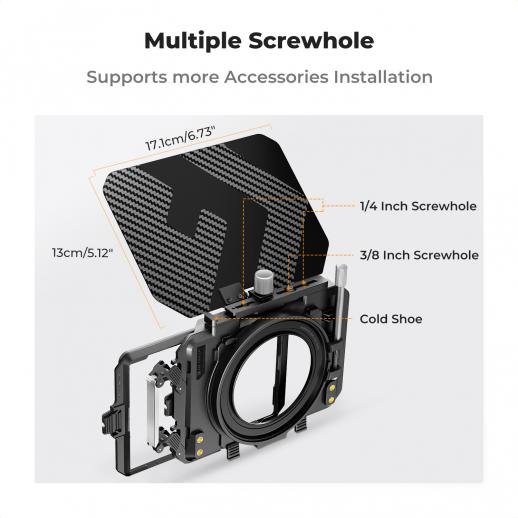 Multiple Screwhole
Supports more Accessories Installation
17.1cm/6.73"
1/4 Inch Screwhole
13cm/5.12"
3/8 Inch Screwhole
Cold Shoe